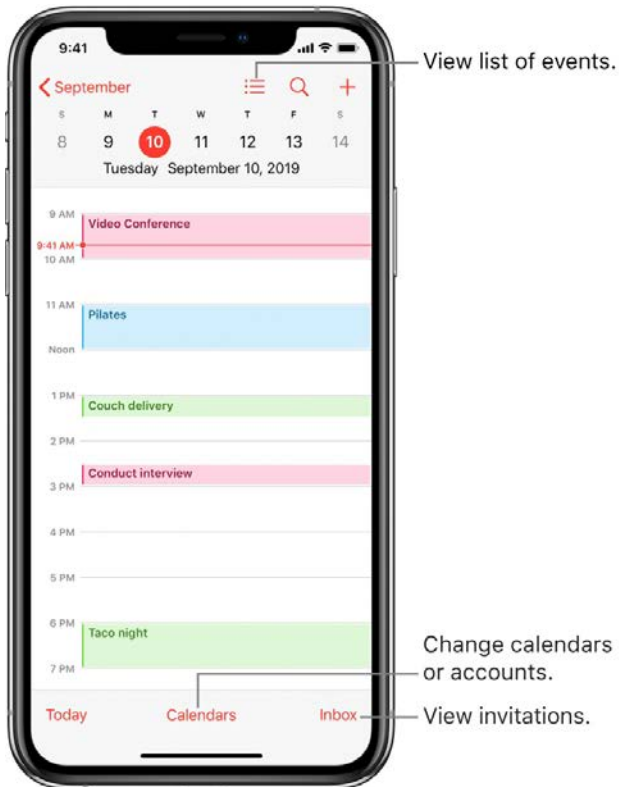 9:41
View list of events.
September
S M T W T F S
8 9 10 11 12 13 14
Tuesday September 10, 2019
9 AM
Video Conference
9:41 AM
10 AM
11 AM
Pilates
Noon
1 PM
Couch delivery
2 PM
Conduct interview
3 PM
4 PM
5 PM
6 PM
Taco night
7 PM
Change calendars
or accounts.
Today Calendars Inbox
View invitations.